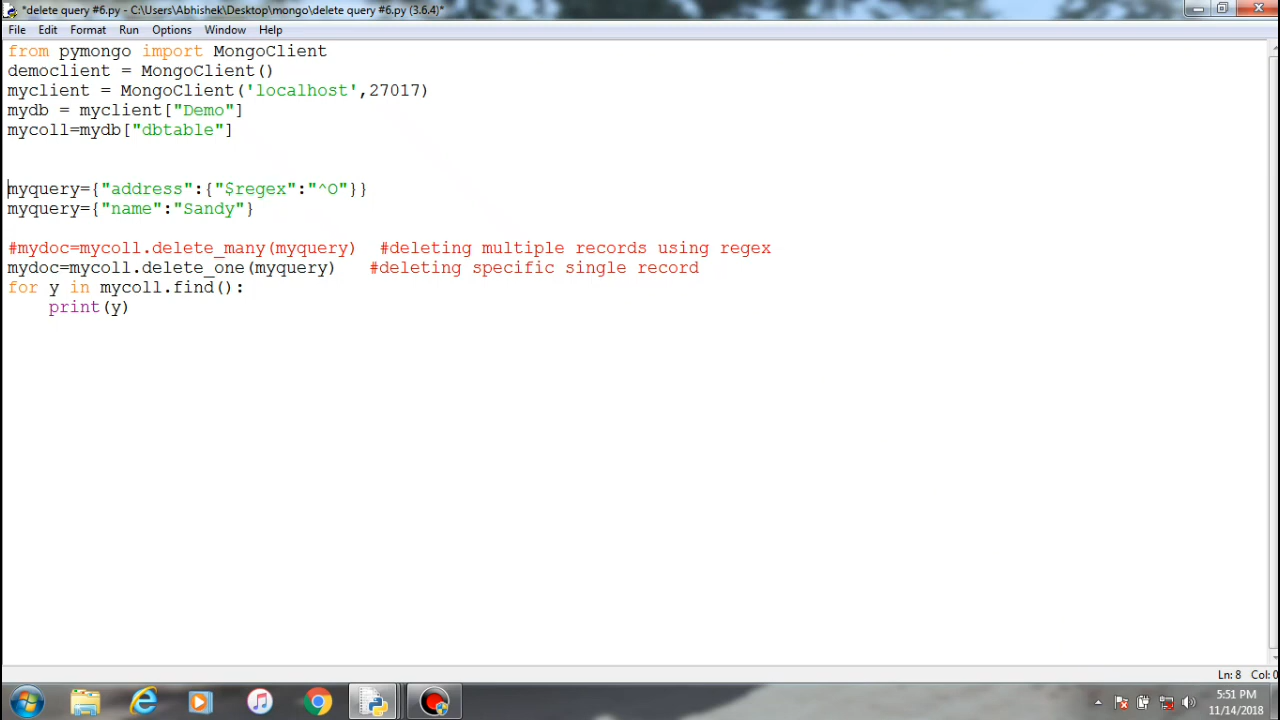 *delete query #6.py - C:\Users\Abhishek\Desktop\mongo\delete query #6.py (3.6.4)*
File Edit Format Run Options Window Help
from pymongo import MongoClient
democlient = MongoClient()
myclient = MongoClient('localhost',27017)
mydb = myclient["Demo"]
mycoll=mydb["dbtable"]
myquery={"address":{"$regex":"^O"}}
myquery={"name":"Sandy"}
#mydoc=mycoll.delete_many(myquery)  #deleting multiple records using regex
mydoc=mycoll.delete_one(myquery)   #deleting specific single record
for y in mycoll.find():
    print(y)
Ln: 8 Col: 0
5:51 PM
11/14/2018